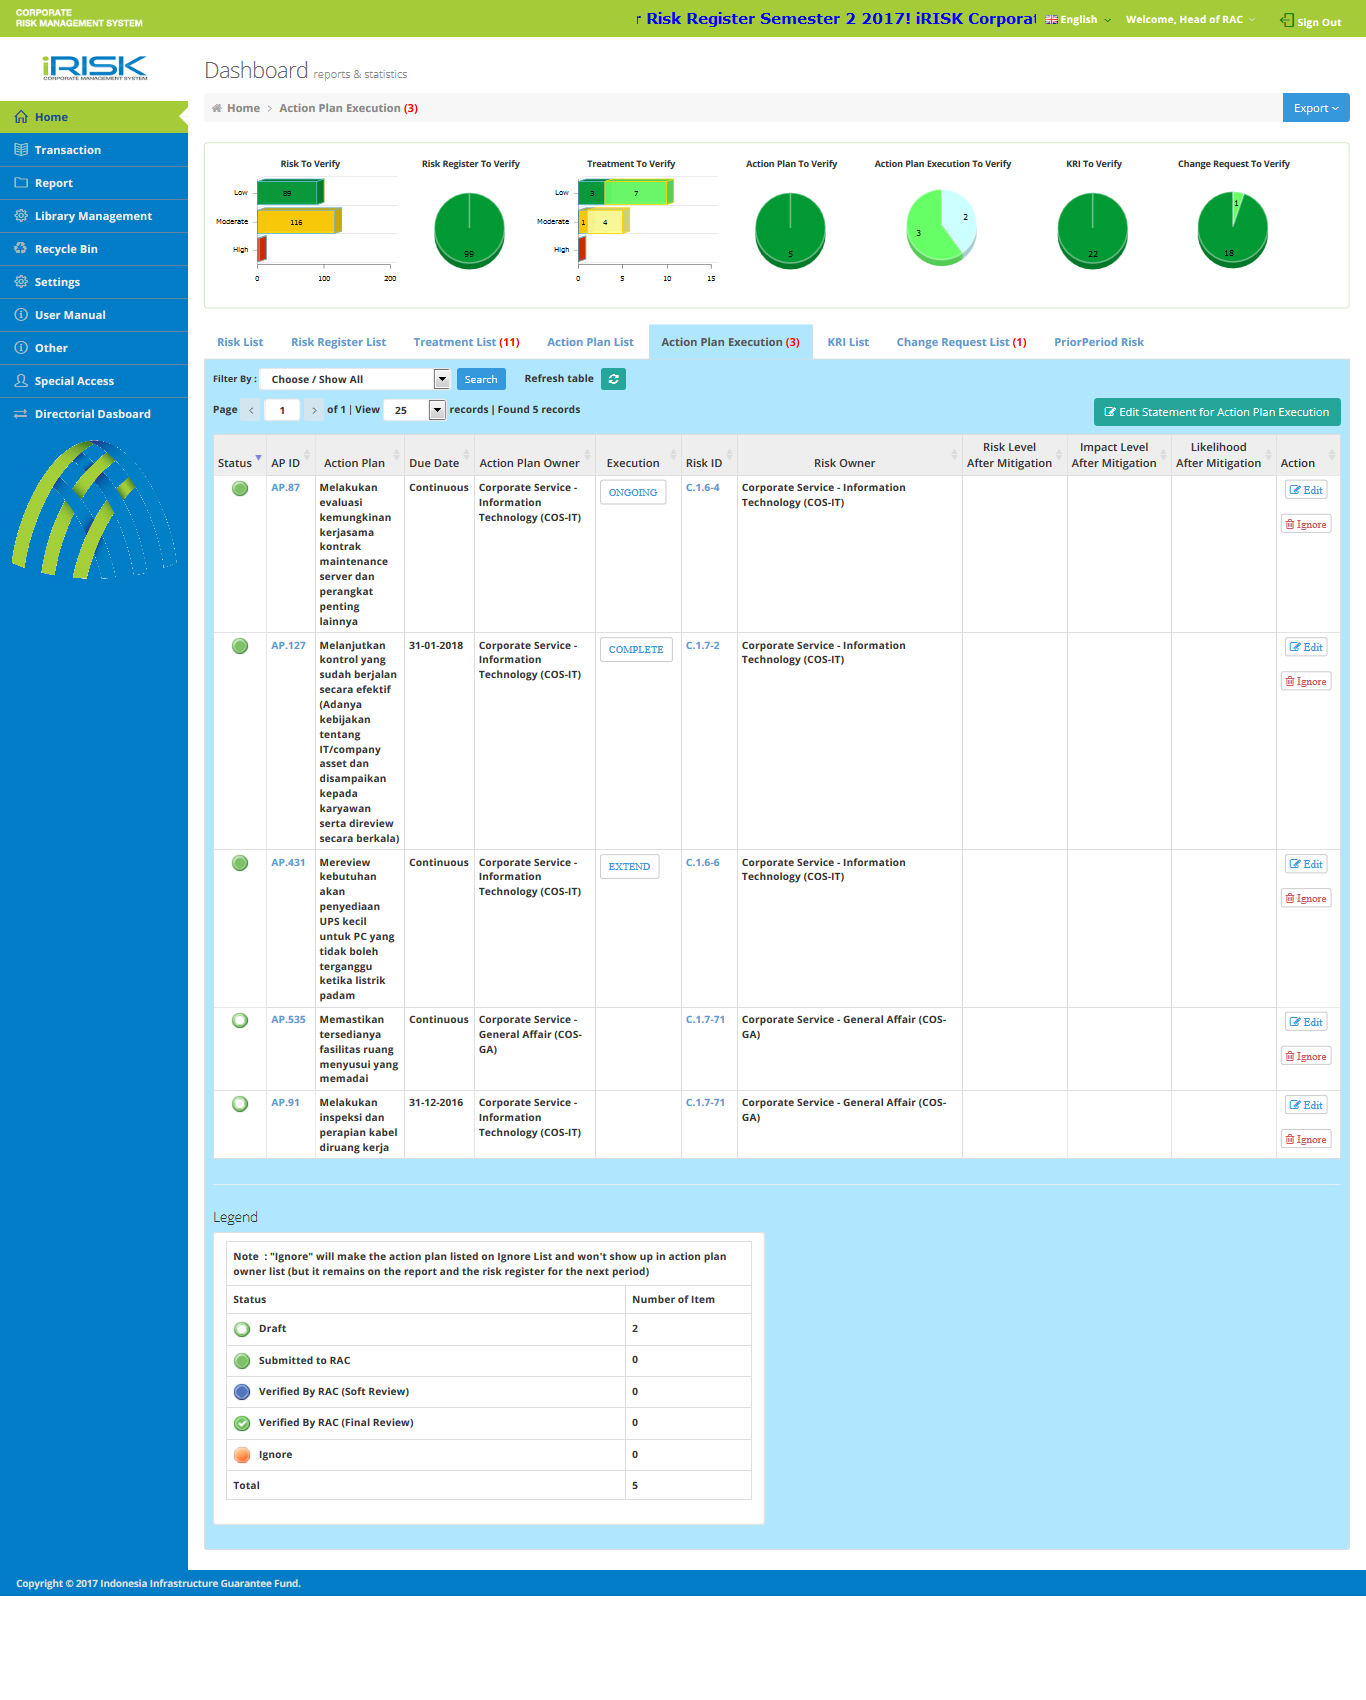 CORPORATE
RISK MANAGEMENT SYSTEM
Risk Register Semester 2 2017! iRISK
English
Welcome, Head of RAC
Sign Out
iRISK
CORPORATE MANAGEMENT SYSTEM
Dashboard reports & statistics
Home > Action Plan Execution (3)
Export
Home
Transaction
Report
Library Management
Recycle Bin
Settings
User Manual
Other
Special Access
Directorial Dasboard
Risk To Verify
Low
89
Moderate
116
High
0 100 200
Risk Register To Verify
99
Treatment To Verify
Low
3 7
Moderate
1 4
High
0 5 10 15
Action Plan To Verify
5
Action Plan Execution To Verify
2
3
KRI To Verify
22
Change Request To Verify
1
18
Risk List Risk Register List Treatment List (11) Action Plan List Action Plan Execution (3) KRI List Change Request List (1) PriorPeriod Risk
Filter By : Choose / Show All Search Refresh table
Page < 1 > of 1 | View 25 records | Found 5 records
Edit Statement for Action Plan Execution
Status AP ID Action Plan Due Date Action Plan Owner Execution Risk ID Risk Owner Risk Level After Mitigation Impact Level After Mitigation Likelihood After Mitigation Action
AP.87
Melakukan
evaluasi
kemungkinan
kerjasama
kontrak
maintenance
server dan
perangkat
penting
lainnya
Continuous
Corporate Service -
Information
Technology (COS-IT)
ONGOING
C.1.6-4
Corporate Service - Information
Technology (COS-IT)
Edit
Ignore
AP.127
Melanjutkan
kontrol yang
sudah berjalan
secara efektif
(Adanya
kebijakan
tentang
IT/company
asset dan
disampaikan
kepada
karyawan
serta direview
secara berkala)
31-01-2018
Corporate Service -
Information
Technology (COS-IT)
COMPLETE
C.1.7-2
Corporate Service - Information
Technology (COS-IT)
Edit
Ignore
AP.431
Mereview
kebutuhan
akan
penyediaan
UPS kecil
untuk PC yang
tidak boleh
terganggu
ketika listrik
padam
Continuous
Corporate Service -
Information
Technology (COS-IT)
EXTEND
C.1.6-6
Corporate Service - Information
Technology (COS-IT)
Edit
Ignore
AP.535
Memastikan
tersedianya
fasilitas ruang
menyusui yang
memadai
Continuous
Corporate Service -
General Affair (COS-
GA)
C.1.7-71
Corporate Service - General Affair (COS-
GA)
Edit
Ignore
AP.91
Melakukan
inspeksi dan
perapian kabel
diruang kerja
31-12-2016
Corporate Service -
Information
Technology (COS-IT)
C.1.7-71
Corporate Service - General Affair (COS-
GA)
Edit
Ignore
Legend
Note : "Ignore" will make the action plan listed on Ignore List and won't show up in action plan
owner list (but it remains on the report and the risk register for the next period)
Status Number of Item
Draft 2
Submitted to RAC 0
Verified By RAC (Soft Review) 0
Verified By RAC (Final Review) 0
Ignore 0
Total 5
Copyright © 2017 Indonesia Infrastructure Guarantee Fund.